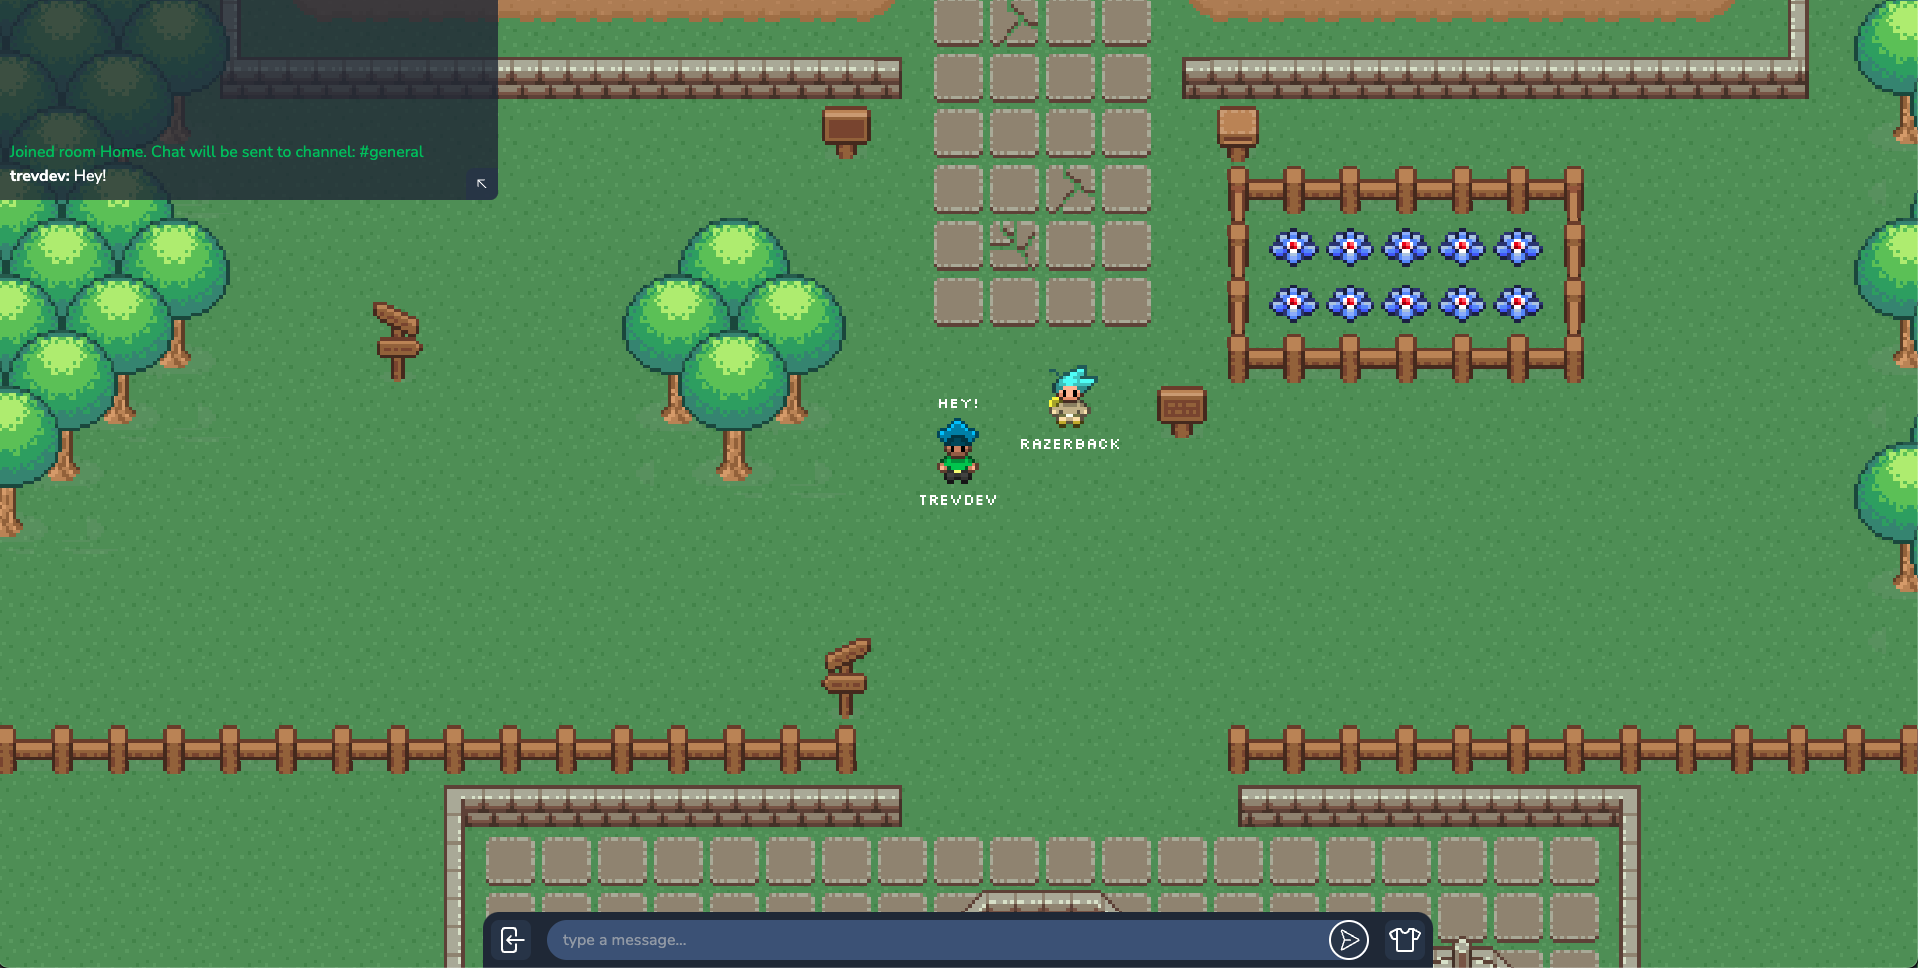 Joined room Home. Chat will be sent to channel: #general
trevdev: Hey!
HEY!
RAZERBACK
TREVDEV
type a message...